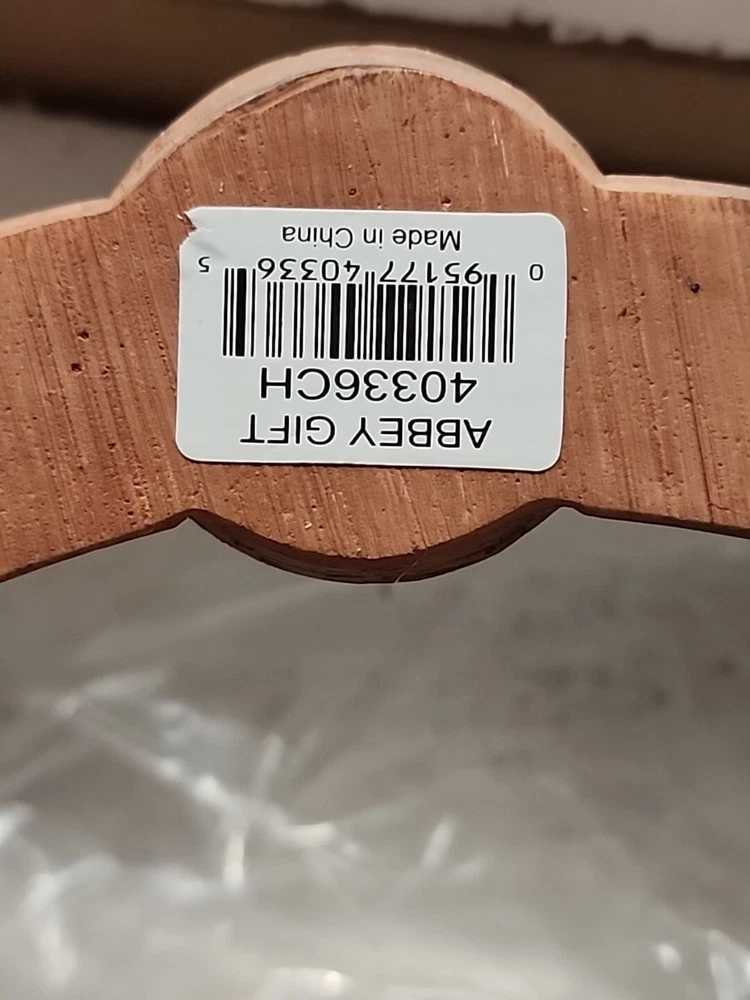 ABBEY GIFT
40336CH
0 95177 40336 5
Made in China